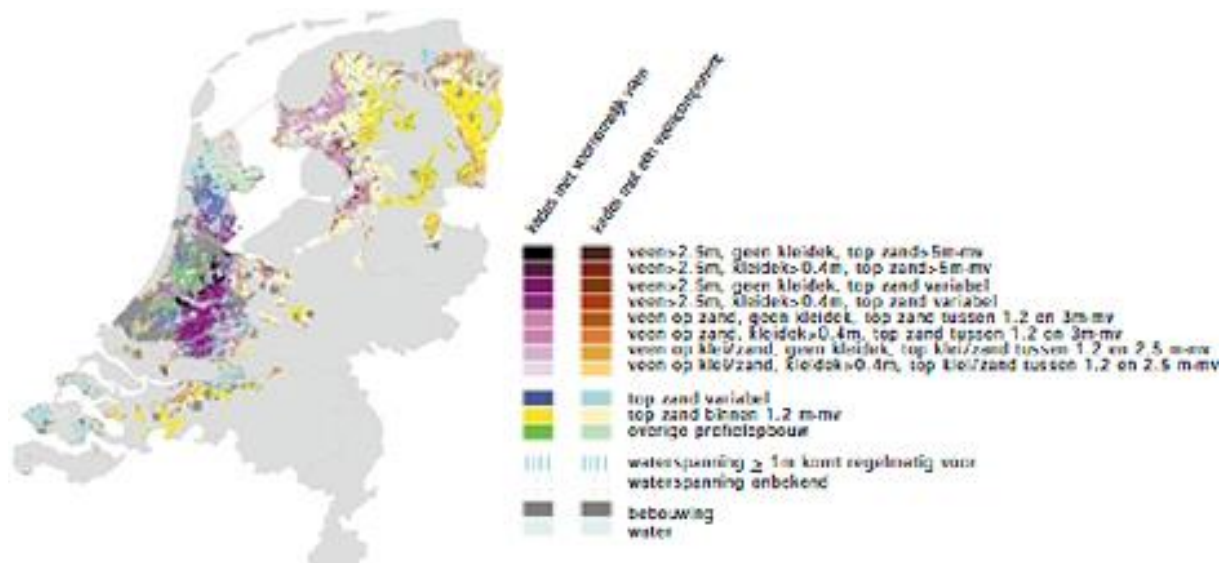 kades met voornamelijk veen
kades met een veencomponent
veen>2.5m, geen kleidek, top zand>5m-mv
veen>2.5m, kleidek>0.4m, top zand>5m-mv
veen>2.5m, geen kleidek, top zand variabel
veen>2.5m, kleidek>0.4m, top zand variabel
veen op zand, geen kleidek, top zand tussen 1.2 en 3m-mv
veen op zand, kleidek>0.4m, top zand tussen 1.2 en 3m-mv
veen op klei/zand, geen kleidek, top klei/zand tussen 1.2 en 2.5 m-mv
veen op klei/zand, kleidek>0.4m, top klei/zand tussen 1.2 en 2.5 m-mv
top zand variabel
top zand binnen 1.2 m-mv
overige profielopbouw
waterspanning ≥ 1m komt regelmatig voor
waterspanning onbekend
bebouwing
water